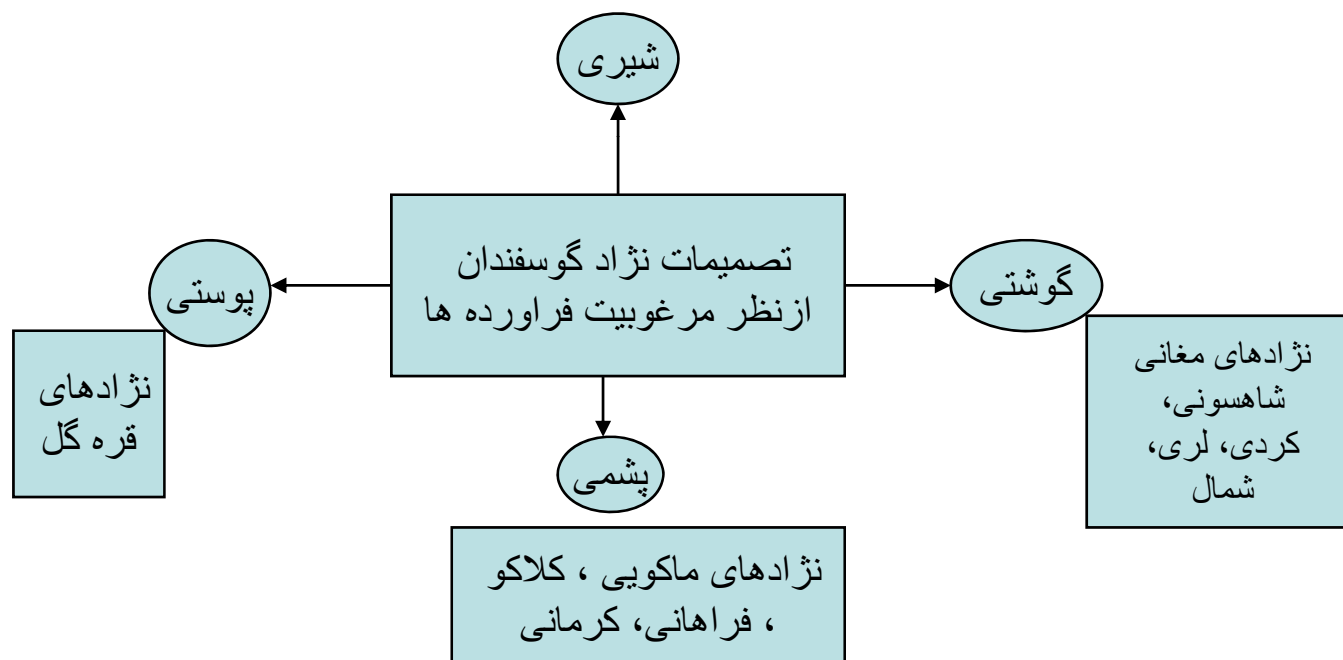 شیری
تصمیمات نژاد گوسفندان
ازنظر مرغوبیت فراورده ها
گوشتی
نژادهای مغانی
شاهسونی،
کردی، لری،
شمال
پوستی
نژادهای
قره گل
پشمی
نژادهای ماکویی ، کلاکو
، فراهانی، کرمانی